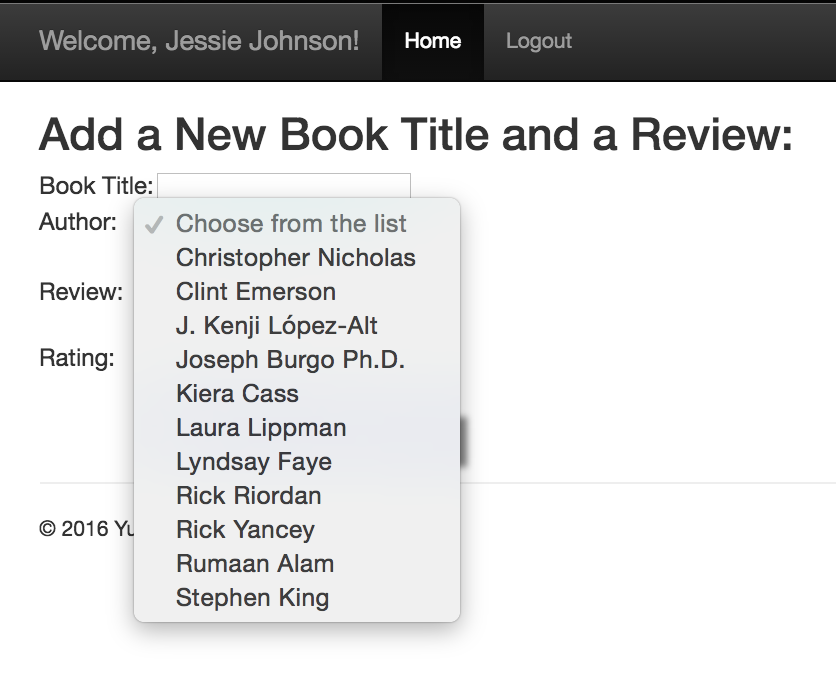 Welcome, Jessie Johnson! Home Logout
Add a New Book Title and a Review:
Book Title:
Author:
✓ Choose from the list
Christopher Nicholas
Clint Emerson
Review:
J. Kenji López-Alt
Rating:
Joseph Burgo Ph.D.
Kiera Cass
Laura Lippman
Lyndsay Faye
Rick Riordan
© 2016
Rick Yancey
Rumaan Alam
Stephen King